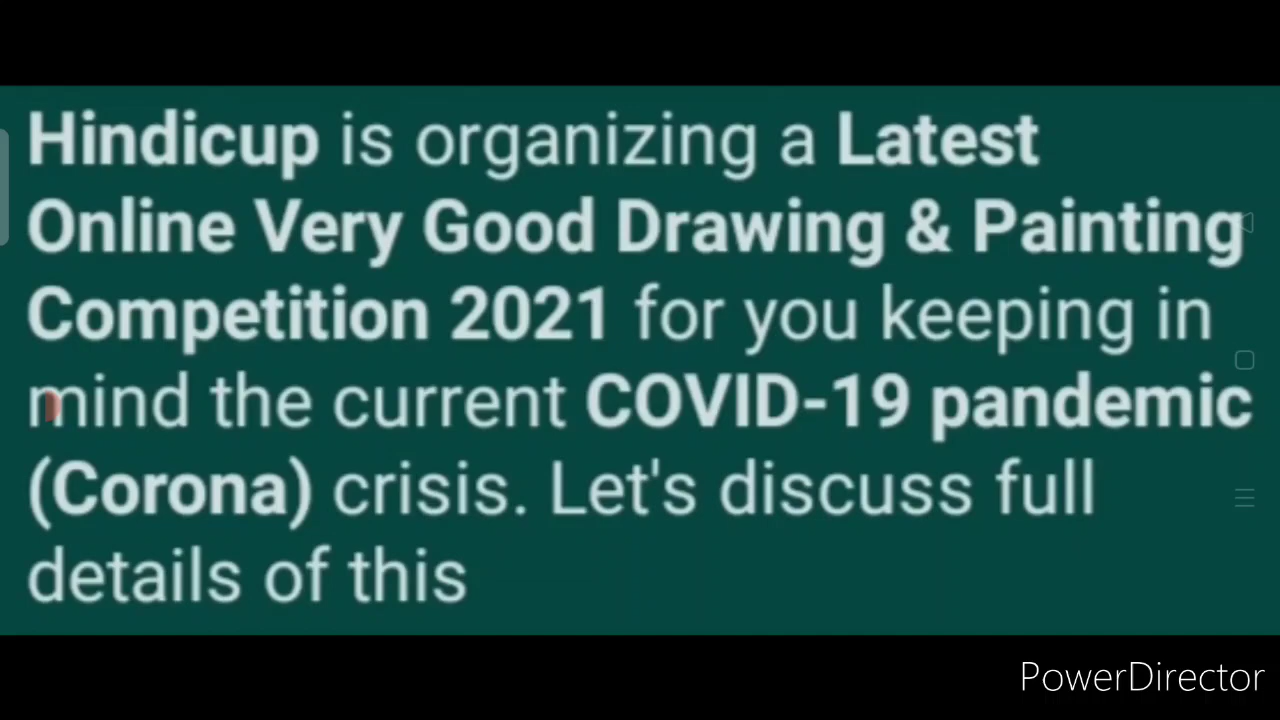 Hindicup is organizing a Latest
Online Very Good Drawing & Painting
Competition 2021 for you keeping in
mind the current COVID-19 pandemic
(Corona) crisis. Let's discuss full
details of this
PowerDirector